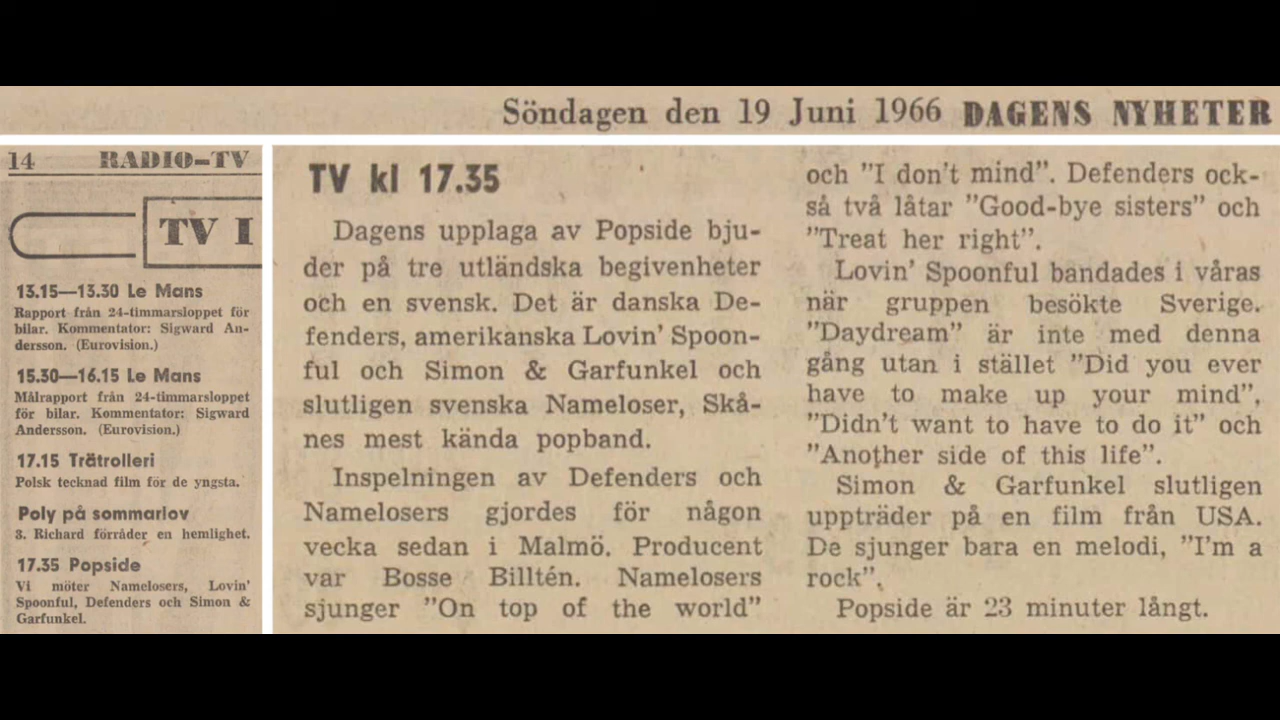 Söndagen den 19 Juni 1966 DAGENS NYHETER
14 RADIO-TV
TV I
13.15—13.30 Le Mans
Rapport från 24-timmarsloppet för
bilar. Kommentator: Sigward An-
dersson. (Eurovision.)
15.30—16.15 Le Mans
Målrapport från 24-timmarsloppet
för bilar. Kommentator: Sigward
Andersson. (Eurovision.)
17.15 Trätrolleri
Polsk tecknad film för de yngsta.
Poly på sommarlov
3. Richard förråder en hemlighet.
17.35 Popside
Vi möter Namelosers, Lovin'
Spoonful, Defenders och Simon &
Garfunkel.
TV kl 17.35
Dagens upplaga av Popside bju-
der på tre utländska begivenheter
och en svensk. Det är danska De-
fenders, amerikanska Lovin' Spoon-
ful och Simon & Garfunkel och
slutligen svenska Nameloser, Skå-
nes mest kända popband.
Inspelningen av Defenders och
Namelosers gjordes för någon
vecka sedan i Malmö. Producent
var Bosse Billtén. Namelosers
sjunger "On top of the world"
och "I don't mind". Defenders ock-
så två låtar "Good-bye sisters" och
"Treat her right".
Lovin' Spoonful bandades i våras
när gruppen besökte Sverige.
"Daydream" är inte med denna
gång utan i stället "Did you ever
have to make up your mind",
"Didn't want to have to do it" och
"Another side of this life".
Simon & Garfunkel slutligen
uppträder på en film från USA.
De sjunger bara en melodi, "I'm a
rock".
Popside är 23 minuter långt.